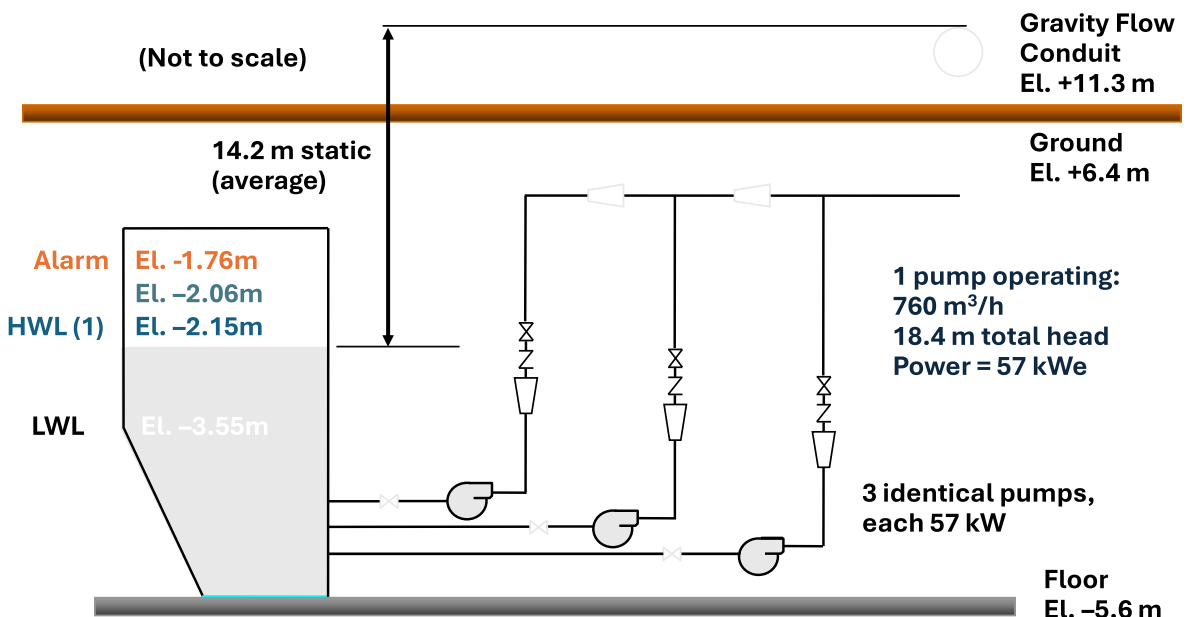 Gravity Flow
Conduit
El. +11.3 m
(Not to scale)
Ground
El. +6.4 m
14.2 m static
(average)
Alarm El. -1.76m
El. –2.06m
HWL (1) El. –2.15m
1 pump operating:
760 m³/h
18.4 m total head
Power = 57 kWe
LWL El. –3.55m
3 identical pumps,
each 57 kW
Floor
El. –5.6 m